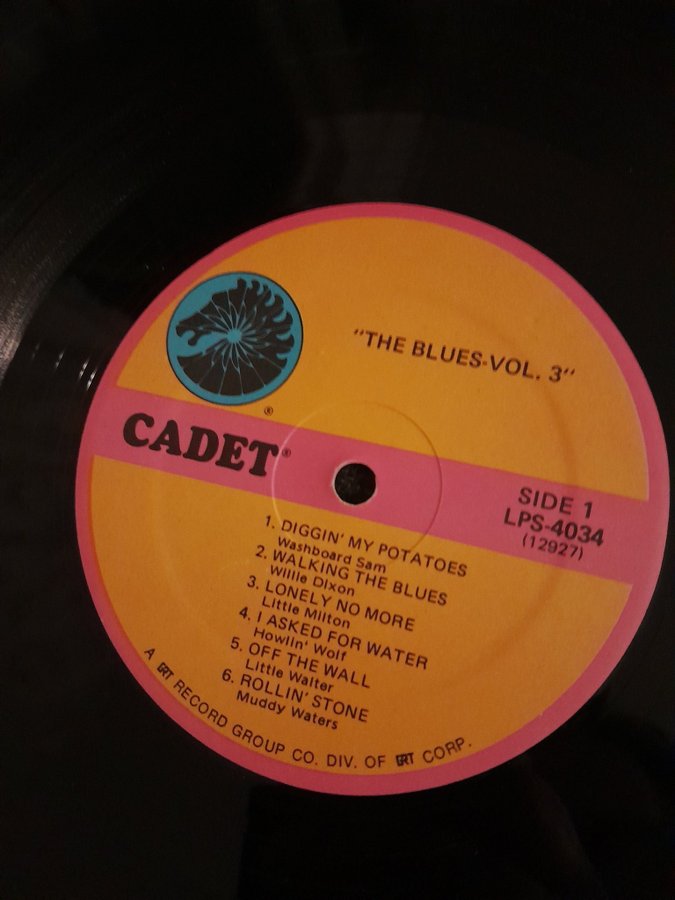 "THE BLUES-VOL. 3"
®
CADET®
SIDE 1
LPS-4034
(12927)
1. DIGGIN' MY POTATOES
Washboard Sam
2. WALKING THE BLUES
Willie Dixon
3. LONELY NO MORE
Little Milton
4. I ASKED FOR WATER
Howlin' Wolf
5. OFF THE WALL
Little Walter
6. ROLLIN' STONE
Muddy Waters
A GRT RECORD GROUP CO. DIV. OF GRT CORP.